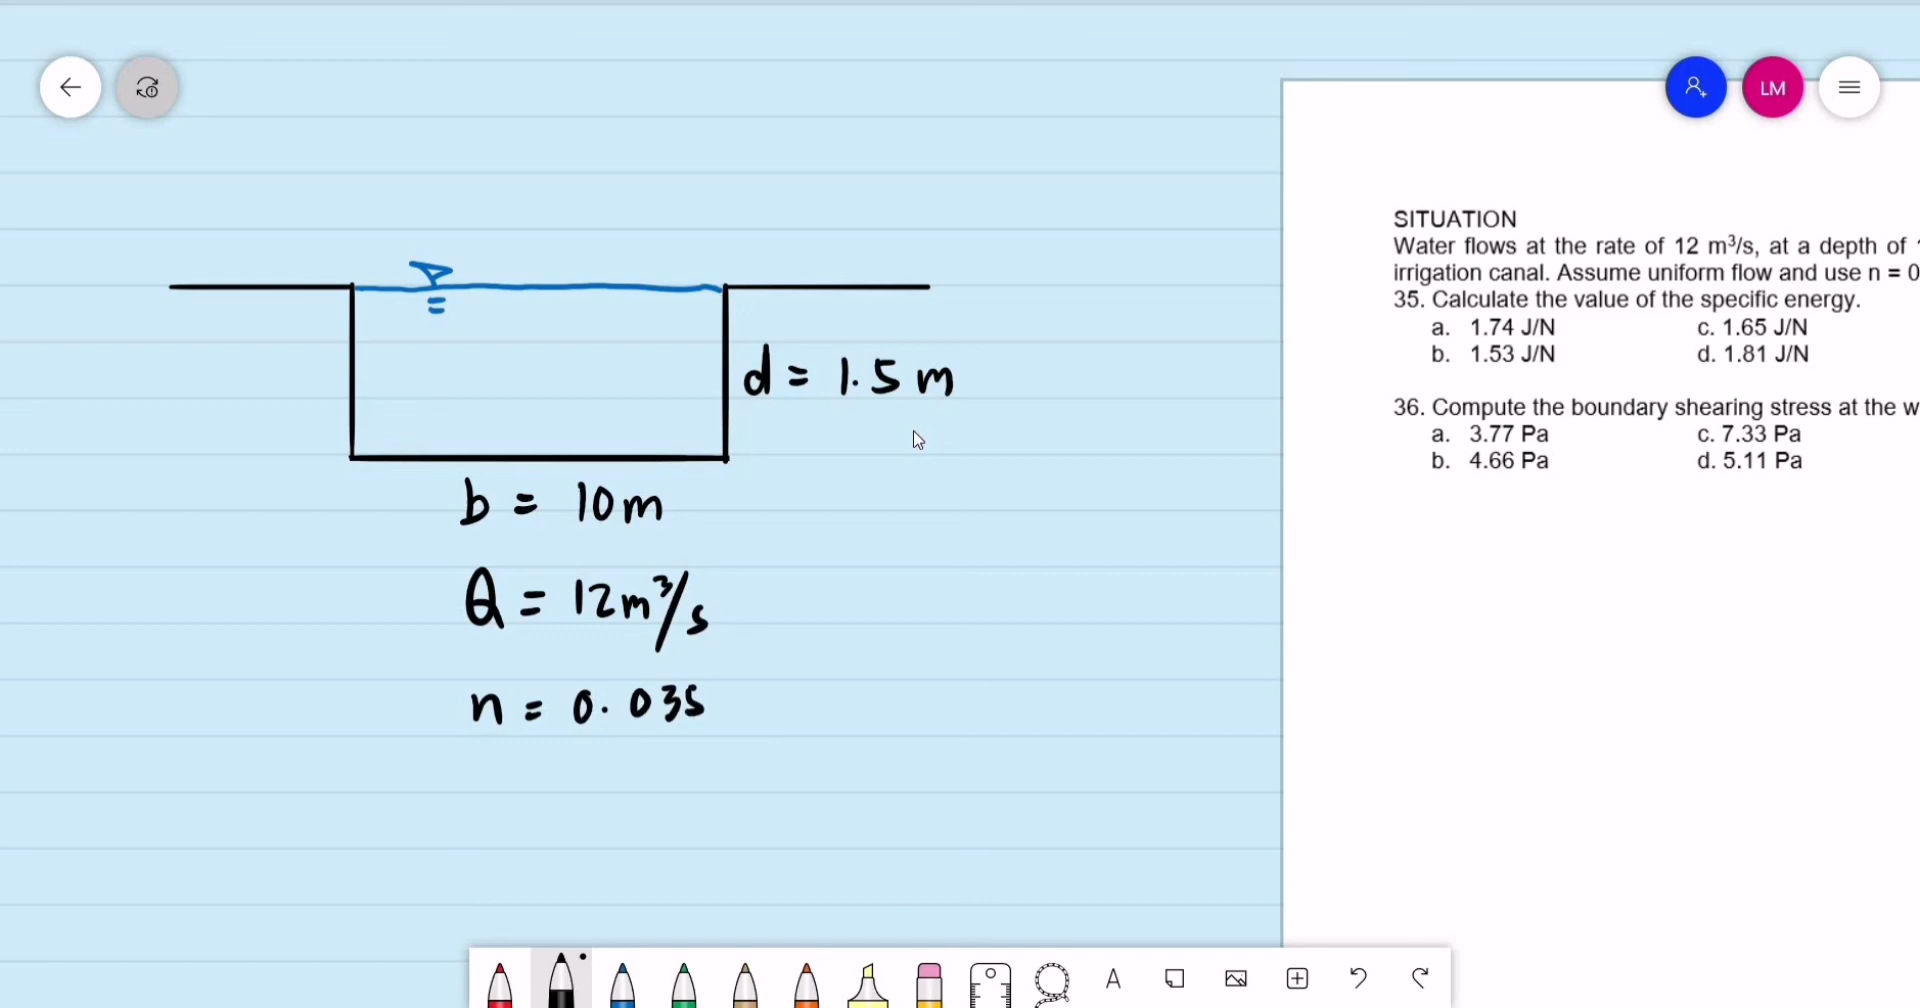 LM
d = 1.5 m
b = 10m
Q = 12m³/s
n = 0.035
SITUATION
Water flows at the rate of 12 m³/s, at a depth of
irrigation canal. Assume uniform flow and use n = 0
35. Calculate the value of the specific energy.
a. 1.74 J/N c. 1.65 J/N
b. 1.53 J/N d. 1.81 J/N
36. Compute the boundary shearing stress at the w
a. 3.77 Pa c. 7.33 Pa
b. 4.66 Pa d. 5.11 Pa
A